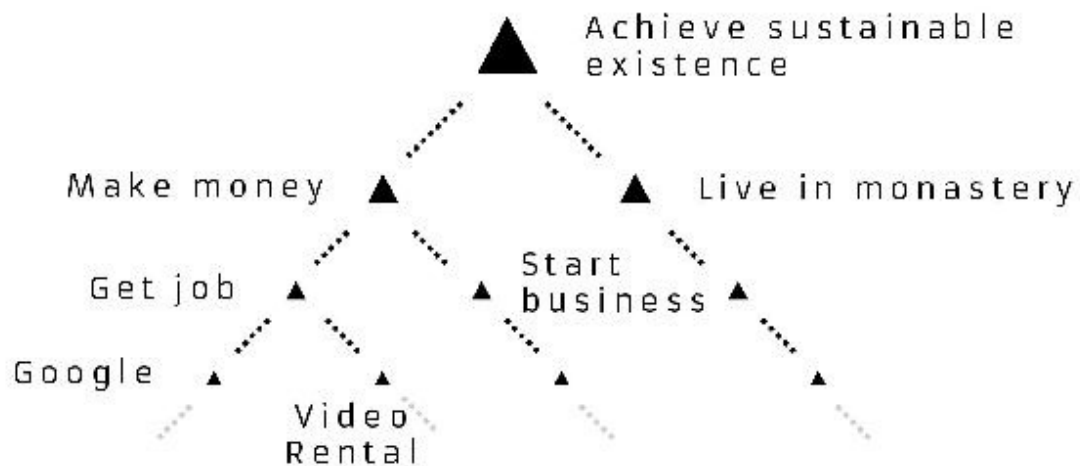 Achieve sustainable
existence
Make money
Live in monastery
Get job
Start
business
Google
Video
Rental